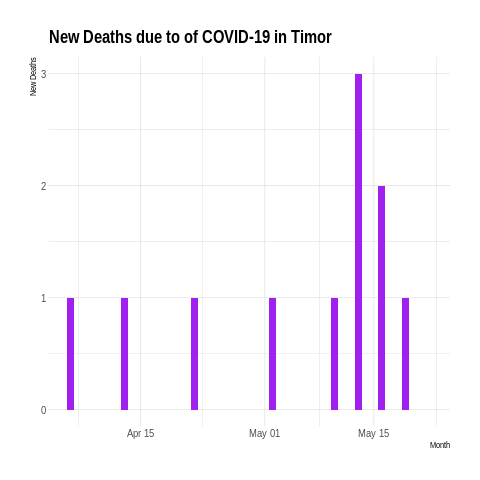 New Deaths due to of COVID-19 in Timor
New Deaths
3
2
1
0
Apr 15 May 01 May 15
Month